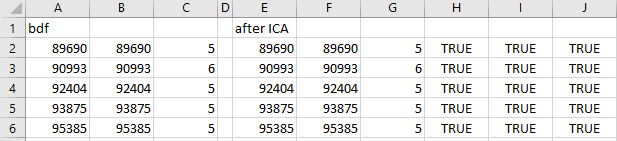 A B C D E F G H I J
1 bdf after ICA
2 89690 89690 5 89690 89690 5 TRUE TRUE TRUE
3 90993 90993 6 90993 90993 6 TRUE TRUE TRUE
4 92404 92404 5 92404 92404 5 TRUE TRUE TRUE
5 93875 93875 5 93875 93875 5 TRUE TRUE TRUE
6 95385 95385 5 95385 95385 5 TRUE TRUE TRUE